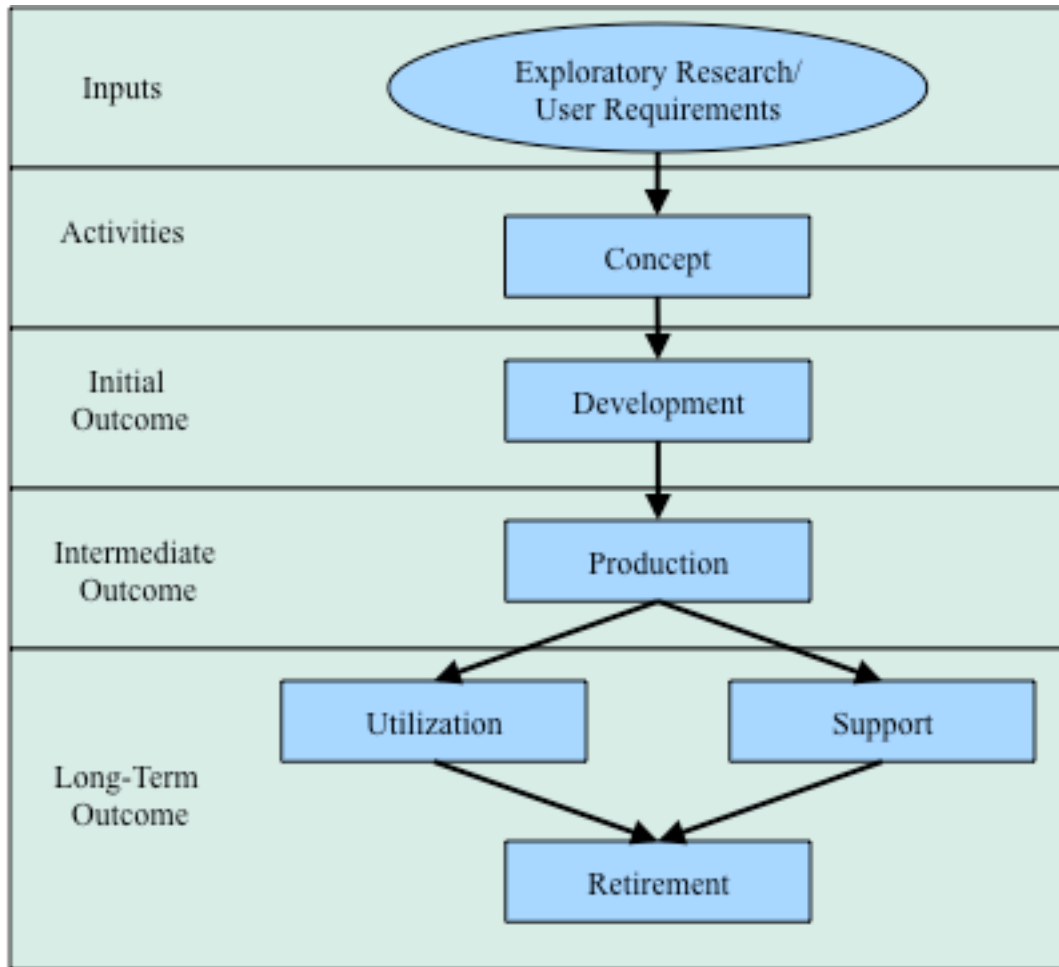 Inputs
Exploratory Research/
User Requirements
Activities
Concept
Initial
Outcome
Development
Intermediate
Outcome
Production
Utilization
Support
Long-Term
Outcome
Retirement